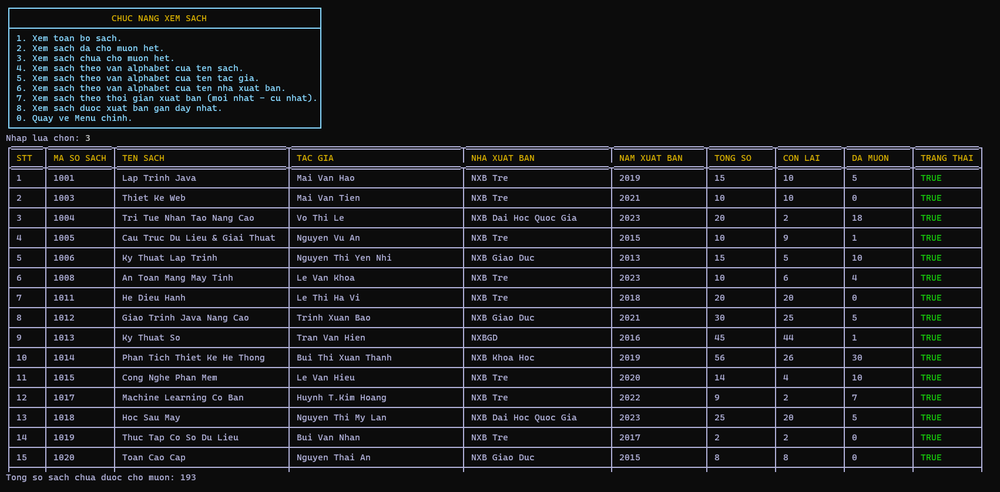 CHUC NANG XEM SACH
1. Xem toan bo sach.
2. Xem sach da cho muon het.
3. Xem sach chua cho muon het.
4. Xem sach theo van alphabet cua ten sach.
5. Xem sach theo van alphabet cua ten tac gia.
6. Xem sach theo van alphabet cua ten nha xuat ban.
7. Xem sach theo thoi gian xuat ban (moi nhat - cu nhat).
8. Xem sach duoc xuat ban gan day nhat.
0. Quay ve Menu chinh.
Nhap lua chon: 3
STT MA SO SACH TEN SACH TAC GIA NHA XUAT BAN NAM XUAT BAN TONG SO CON LAI DA MUON TRANG THAI
1 1001 Lap Trinh Java Mai Van Hao NXB Tre 2019 15 10 5 TRUE
2 1003 Thiet Ke Web Mai Van Tien NXB Tre 2021 10 10 0 TRUE
3 1004 Tri Tue Nhan Tao Nang Cao Vo Thi Le NXB Dai Hoc Quoc Gia 2023 20 2 18 TRUE
4 1005 Cau Truc Du Lieu & Giai Thuat Nguyen Vu An NXB Tre 2015 10 9 1 TRUE
5 1006 Ky Thuat Lap Trinh Nguyen Thi Yen Nhi NXB Giao Duc 2013 15 5 10 TRUE
6 1008 An Toan Mang May Tinh Le Van Khoa NXB Tre 2023 10 6 4 TRUE
7 1011 He Dieu Hanh Le Thi Ha Vi NXB Tre 2018 20 20 0 TRUE
8 1012 Giao Trinh Java Nang Cao Trinh Xuan Bao NXB Giao Duc 2021 30 25 5 TRUE
9 1013 Ky Thuat So Tran Van Hien NXBGD 2016 45 44 1 TRUE
10 1014 Phan Tich Thiet Ke He Thong Bui Thi Xuan Thanh NXB Khoa Hoc 2019 56 26 30 TRUE
11 1015 Cong Nghe Phan Mem Le Van Hieu NXB Tre 2020 14 4 10 TRUE
12 1017 Machine Learning Co Ban Huynh T.Kim Hoang NXB Tre 2022 9 2 7 TRUE
13 1018 Hoc Sau May Nguyen Thi My Lan NXB Dai Hoc Quoc Gia 2023 25 20 5 TRUE
14 1019 Thuc Tap Co So Du Lieu Bui Van Nhan NXB Tre 2017 2 2 0 TRUE
15 1020 Toan Cao Cap Nguyen Thai An NXB Giao Duc 2015 8 8 0 TRUE
Tong so sach chua duoc cho muon: 193